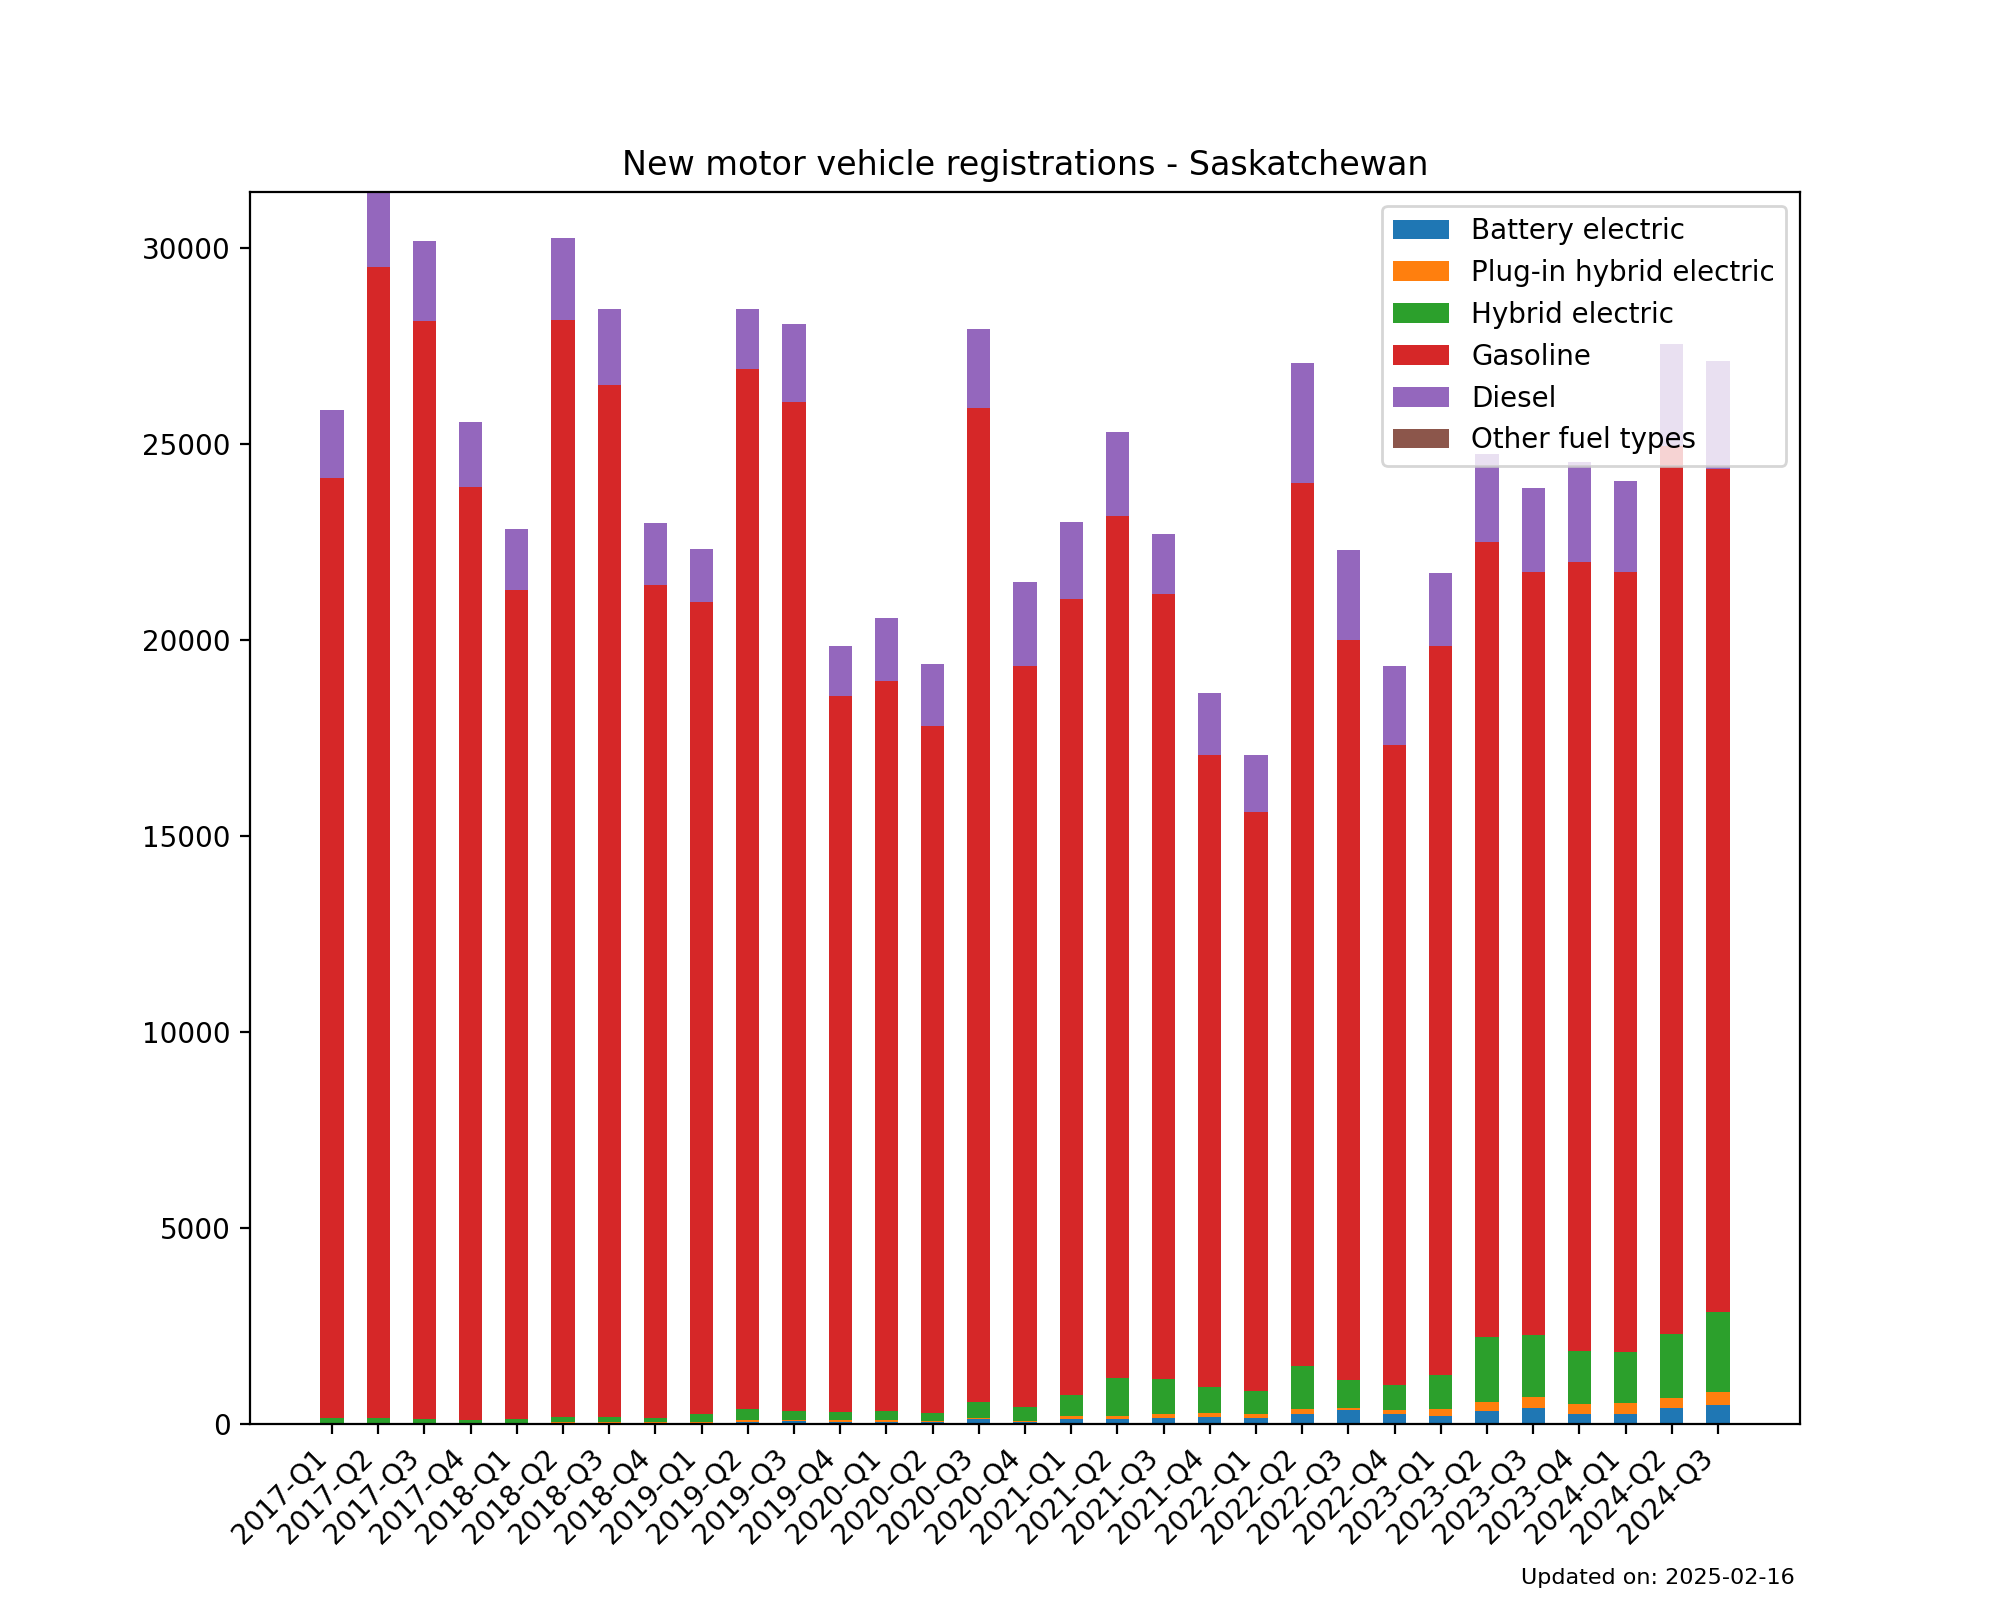 New motor vehicle registrations - Saskatchewan
Battery electric
Plug-in hybrid electric
Hybrid electric
Gasoline
Diesel
Other fuel types
30000
25000
20000
15000
10000
5000
0
2017-Q1
2017-Q2
2017-Q3
2017-Q4
2018-Q1
2018-Q2
2018-Q3
2018-Q4
2019-Q1
2019-Q2
2019-Q3
2019-Q4
2020-Q1
2020-Q2
2020-Q3
2020-Q4
2021-Q1
2021-Q2
2021-Q3
2021-Q4
2022-Q1
2022-Q2
2022-Q3
2022-Q4
2023-Q1
2023-Q2
2023-Q3
2023-Q4
2024-Q1
2024-Q2
2024-Q3
Updated on: 2025-02-16